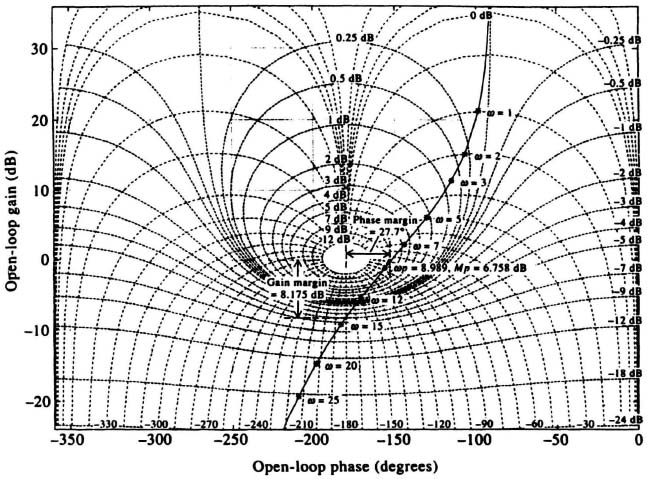 0 dB
0.25 dB
-0.25 dB
0.5 dB
-0.5 dB
1 dB
-1 dB
2 dB
-2 dB
3 dB
-3 dB
4 dB
-4 dB
5 dB
-5 dB
7 dB
-7 dB
9 dB
-9 dB
12 dB
-12 dB
-18 dB
-24 dB
ω = 1
ω = 2
ω = 3
ω = 5
ω = 7
Phase margin
= 27.7°
ωp = 8.989, Mp = 6.758 dB
Gain margin
= 8.175 dB
ω = 12
ω = 15
ω = 20
ω = 25
30
20
10
0
-10
-20
Open-loop gain (dB)
-330 -300 -270 -240 -210 -180 -150 -120 -90 -60 -30
-350 -300 -250 -200 -150 -100 -50 0
Open-loop phase (degrees)